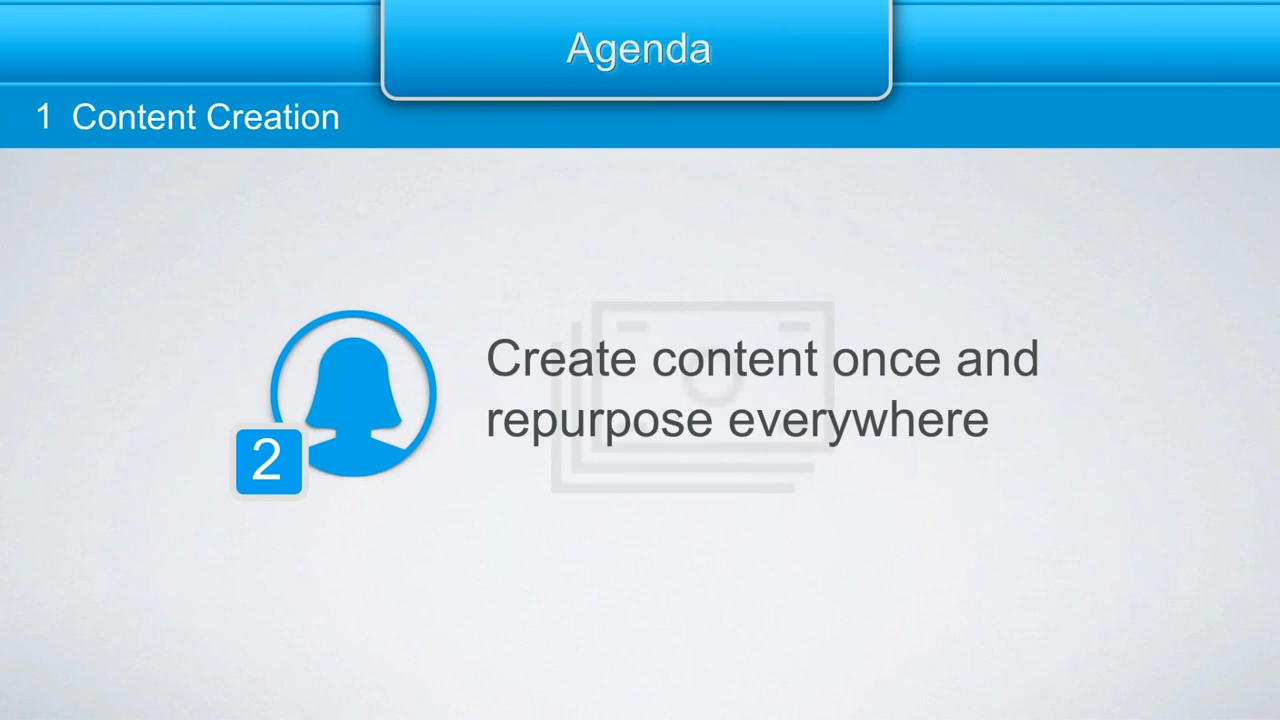 Agenda
1 Content Creation
Create content once and
repurpose everywhere
2